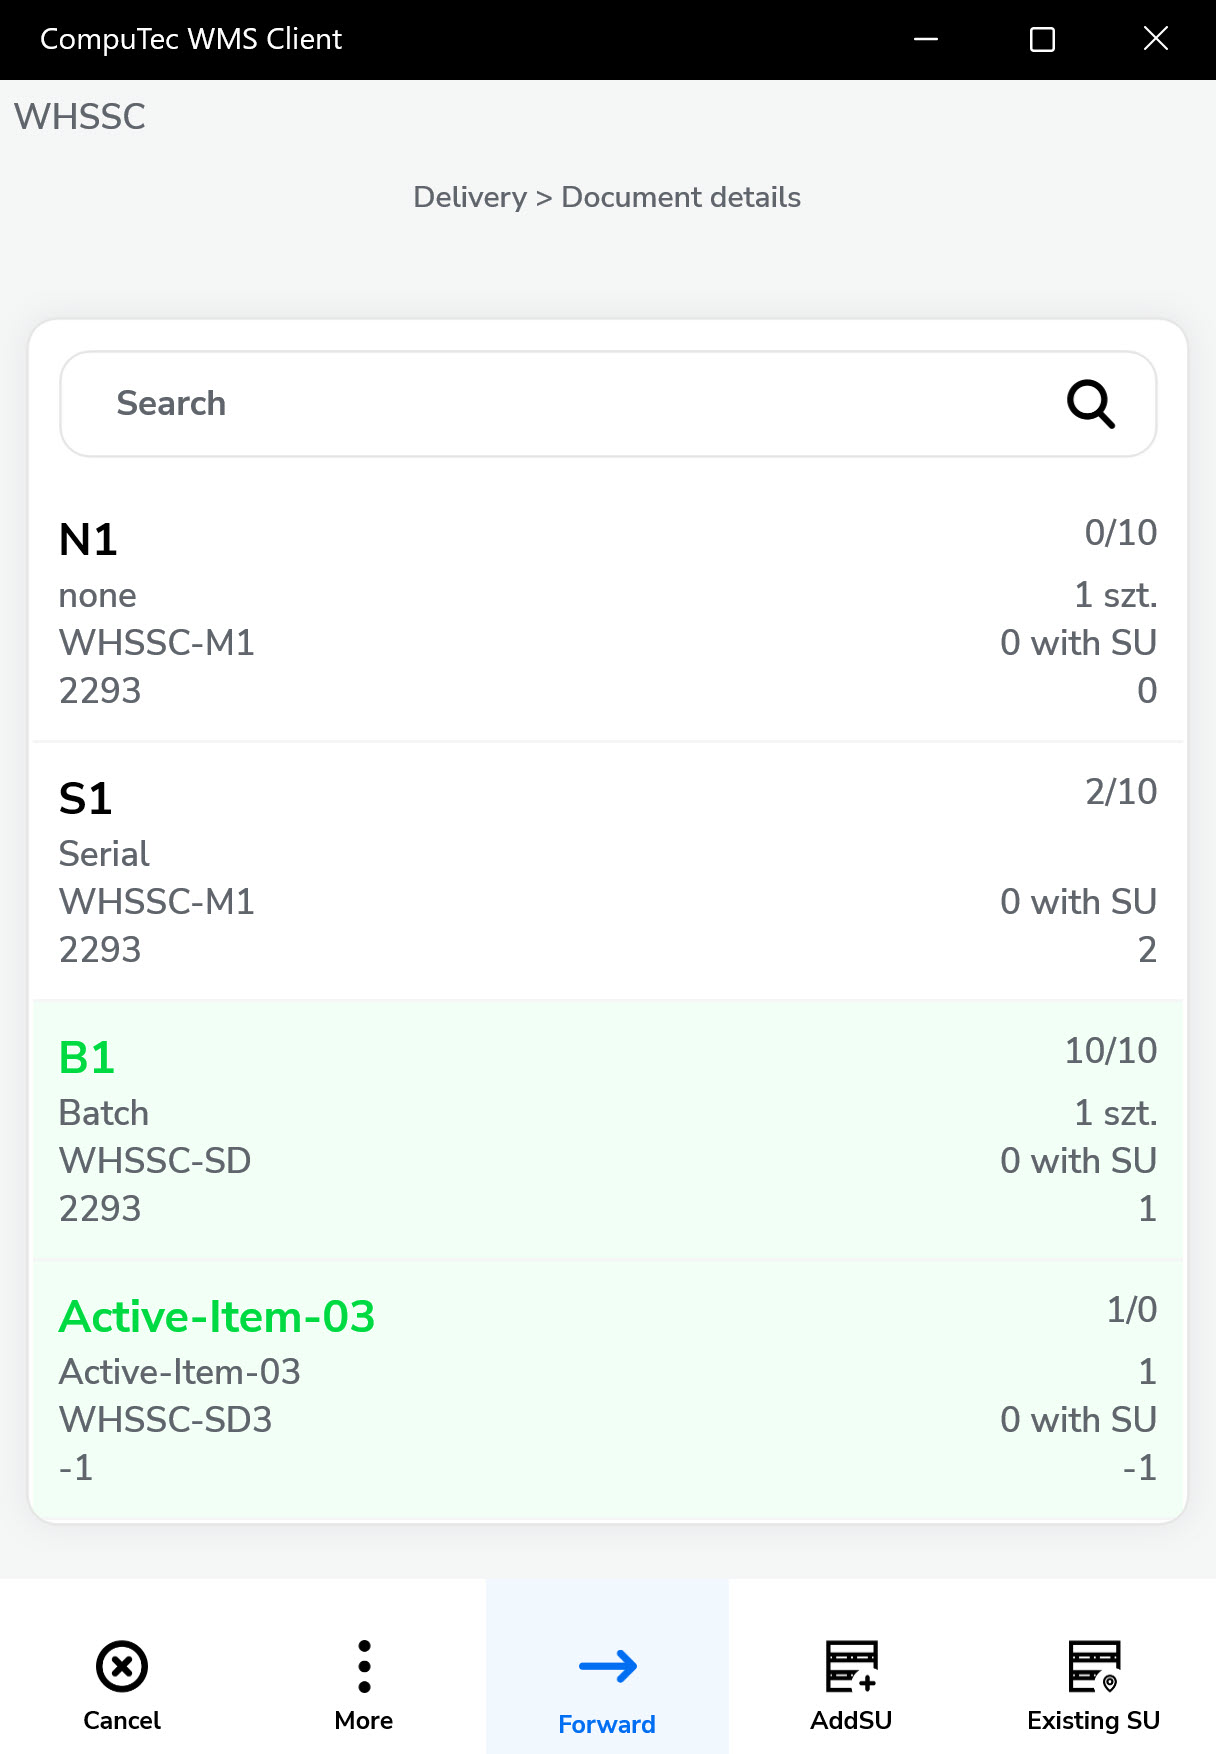 CompuTec WMS Client
WHSSC
Delivery > Document details
Search
N1 0/10
none 1 szt.
WHSSC-M1 0 with SU
2293 0
S1 2/10
Serial
WHSSC-M1 0 with SU
2293 2
B1 10/10
Batch 1 szt.
WHSSC-SD 0 with SU
2293 1
Active-Item-03 1/0
Active-Item-03 1
WHSSC-SD3 0 with SU
-1 -1
Cancel More Forward AddSU Existing SU